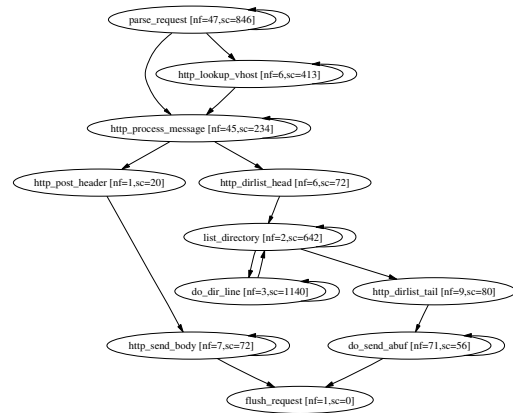 parse_request [nf=47,sc=846]
http_lookup_vhost [nf=6,sc=413]
http_process_message [nf=45,sc=234]
http_post_header [nf=1,sc=20]
http_dirlist_head [nf=6,sc=72]
list_directory [nf=2,sc=642]
do_dir_line [nf=3,sc=1140]
http_dirlist_tail [nf=9,sc=80]
http_send_body [nf=7,sc=72]
do_send_abuf [nf=71,sc=56]
flush_request [nf=1,sc=0]